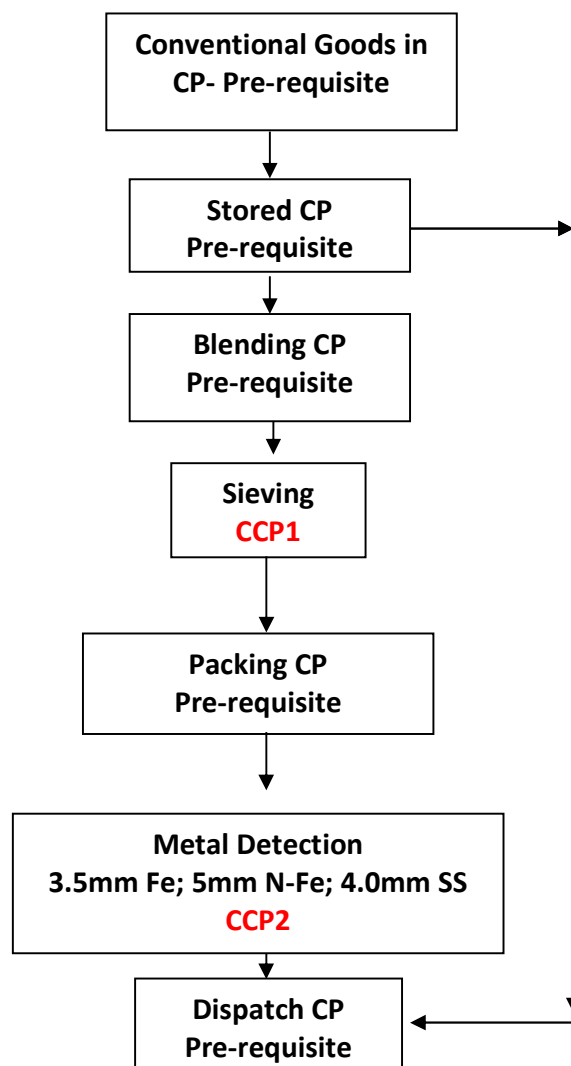 Conventional Goods in
CP- Pre-requisite
Stored CP
Pre-requisite
Blending CP
Pre-requisite
Sieving
CCP1
Packing CP
Pre-requisite
Metal Detection
3.5mm Fe; 5mm N-Fe; 4.0mm SS
CCP2
Dispatch CP
Pre-requisite